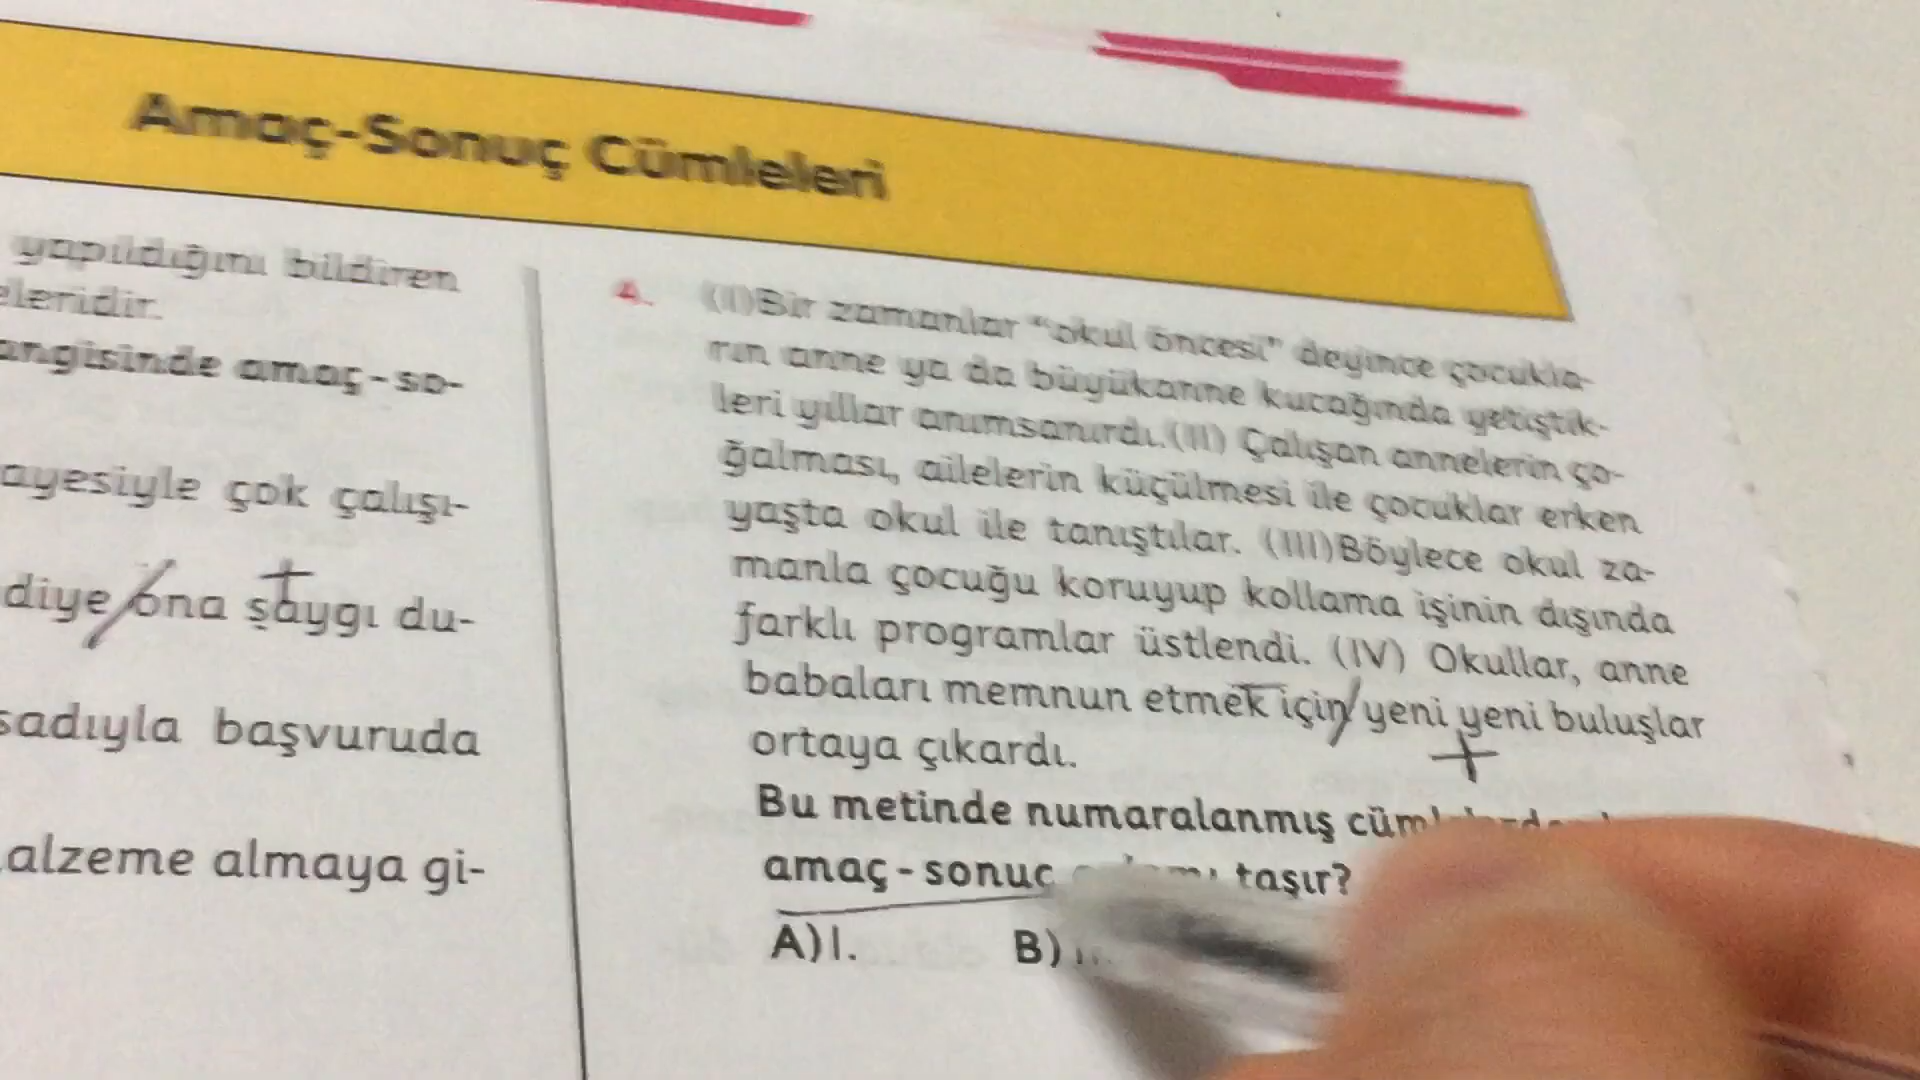 Amaç-Sonuç Cümleleri
yapıldığını bildiren
eleridir.
angisinde amaç-so-
ayesiyle çok çalışı-
diye ona saygı du-
sadıyla başvuruda
alzeme almaya gi-
4. (I)Bir zamanlar “okul öncesi” deyince çocukla-
rın anne ya da büyükanne kucağında yetiştik-
leri yıllar anımsanırdı.(II) Çalışan annelerin ço-
ğalması, ailelerin küçülmesi ile çocuklar erken
yaşta okul ile tanıştılar. (III)Böylece okul za-
manla çocuğu koruyup kollama işinin dışında
farklı programlar üstlendi. (IV) Okullar, anne
babaları memnun etmek için yeni yeni buluşlar
ortaya çıkardı.
Bu metinde numaralanmış
amaç-sonuç taşır?
A)I. B)